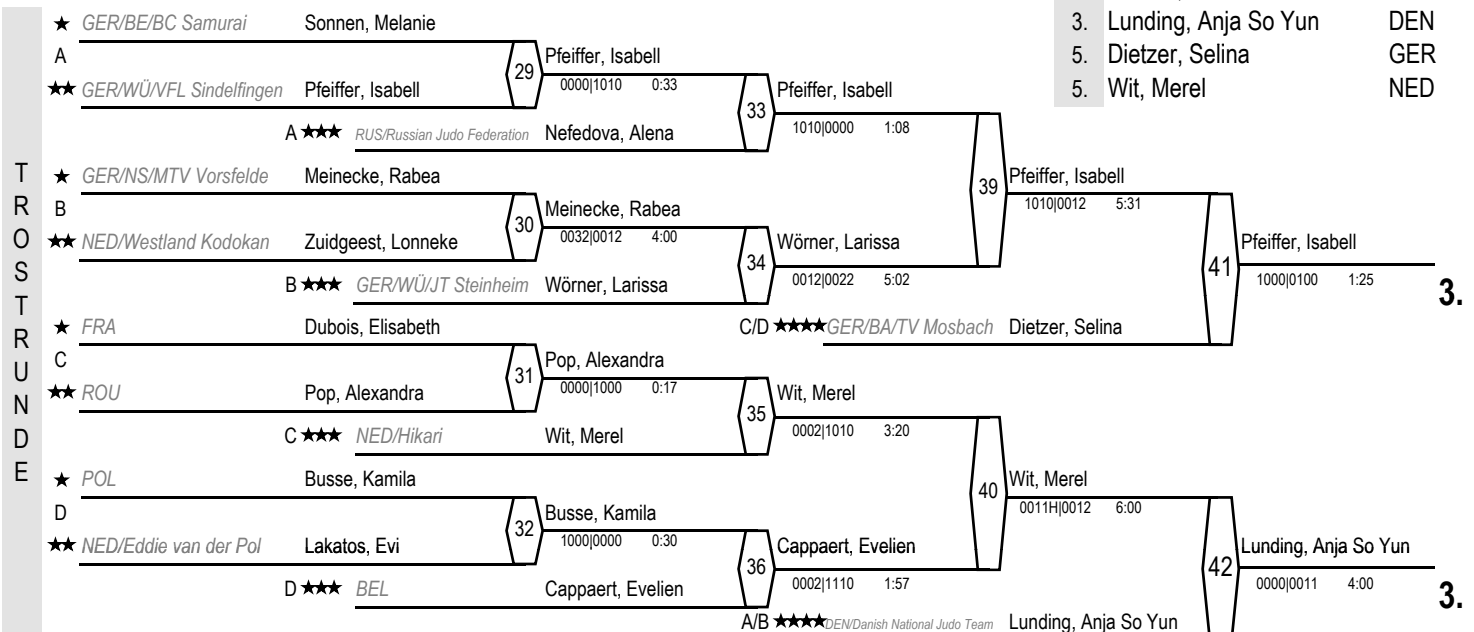 ★ GER/BE/BC Samurai Sonnen, Melanie
3. Lunding, Anja So Yun DEN
A
29
Pfeiffer, Isabell
0000|1010 0:33
5. Dietzer, Selina GER
★★ GER/WÜ/VFL Sindelfingen Pfeiffer, Isabell
33
Pfeiffer, Isabell
1010|0000 1:08
5. Wit, Merel NED
A ★★★ RUS/Russian Judo Federation Nefedova, Alena
TROSTRUNDE
★ GER/NS/MTV Vorsfelde Meinecke, Rabea
39
Pfeiffer, Isabell
1010|0012 5:31
B
30
Meinecke, Rabea
0032|0012 4:00
★★ NED/Westland Kodokan Zuidgeest, Lonneke
34
Wörner, Larissa
0012|0022 5:02
41
Pfeiffer, Isabell
1000|0100 1:25
3.
B ★★★ GER/WÜ/JT Steinheim Wörner, Larissa
★ FRA Dubois, Elisabeth
C/D ★★★★ GER/BA/TV Mosbach Dietzer, Selina
C
31
Pop, Alexandra
0000|1000 0:17
★★ ROU Pop, Alexandra
35
Wit, Merel
0002|1010 3:20
C ★★★ NED/Hikari Wit, Merel
★ POL Busse, Kamila
40
Wit, Merel
0011H|0012 6:00
D
32
Busse, Kamila
1000|0000 0:30
★★ NED/Eddie van der Pol Lakatos, Evi
36
Cappaert, Evelien
0002|1110 1:57
42
Lunding, Anja So Yun
0000|0011 4:00
3.
D ★★★ BEL Cappaert, Evelien
A/B ★★★★ DEN/Danish National Judo Team Lunding, Anja So Yun